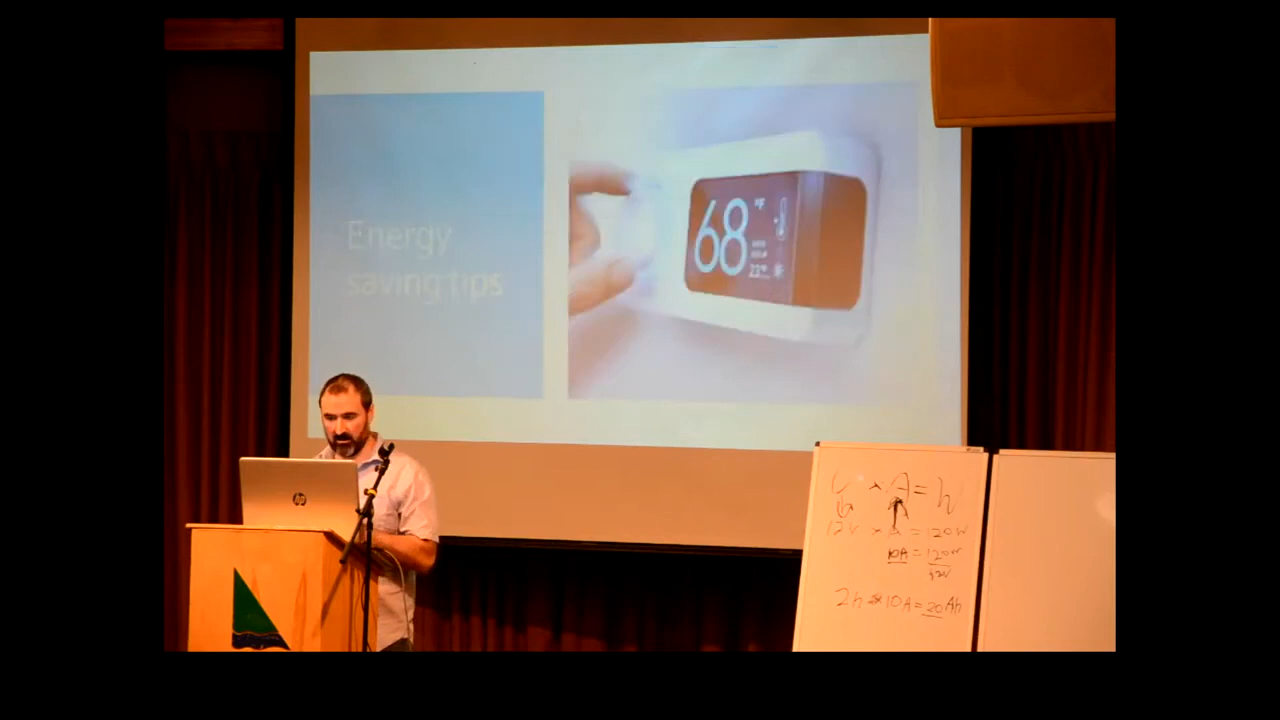 Energy
saving tips
68
°F
22
hp
V × A = W
12V × A = 120W
10A = 120W
12V
2h × 10A = 20Ah